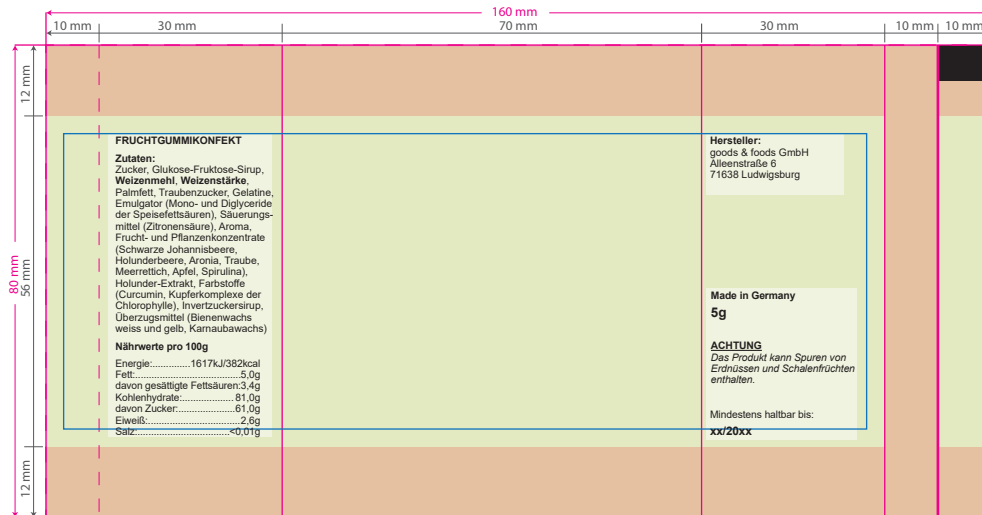 160 mm
10 mm
30 mm
70 mm
30 mm
10 mm
10 mm
12 mm
80 mm
56 mm
12 mm
FRUCHTGUMMIKONFEKT
Zutaten:
Zucker, Glukose-Fruktose-Sirup,
Weizenmehl, Weizenstärke,
Palmfett, Traubenzucker, Gelatine,
Emulgator (Mono- und Diglyceride
der Speisefettsäuren), Säuerungs-
mittel (Zitronensäure), Aroma,
Frucht- und Pflanzenkonzentrate
(Schwarze Johannisbeere,
Holunderbeere, Aronia, Traube,
Meerrettich, Apfel, Spirulina),
Holunder-Extrakt, Farbstoffe
(Curcumin, Kupferkomplexe der
Chlorophylle), Invertzuckersirup,
Überzugsmittel (Bienenwachs
weiss und gelb, Karnaubawachs)
Nährwerte pro 100g
Energie:.............1617kJ/382kcal
Fett:.....................................5,0g
davon gesättigte Fettsäuren:3,4g
Kohlenhydrate:..................81,0g
davon Zucker:....................61,0g
Eiweiß:................................2,6g
Salz:................................<0,01g
Hersteller:
goods & foods GmbH
Alleenstraße 6
71638 Ludwigsburg
Made in Germany
5g
ACHTUNG
Das Produkt kann Spuren von
Erdnüssen und Schalenfrüchten
enthalten.
Mindestens haltbar bis:
xx/20xx